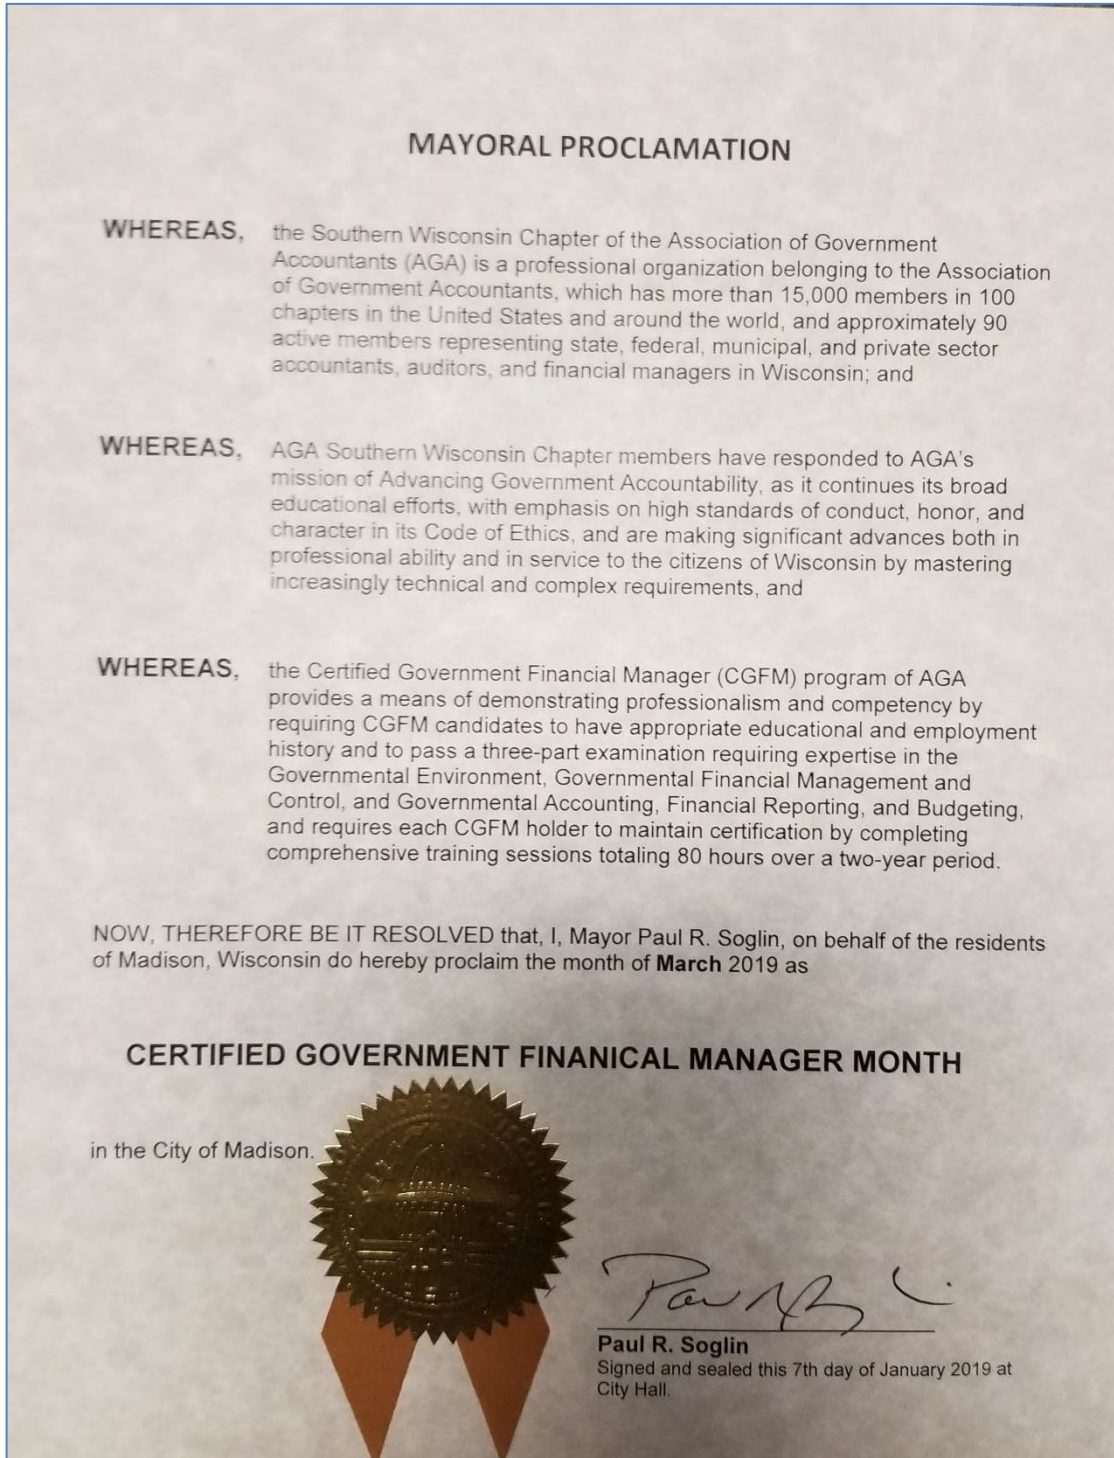 MAYORAL PROCLAMATION
WHEREAS, the Southern Wisconsin Chapter of the Association of Government
Accountants (AGA) is a professional organization belonging to the Association
of Government Accountants, which has more than 15,000 members in 100
chapters in the United States and around the world, and approximately 90
active members representing state, federal, municipal, and private sector
accountants, auditors, and financial managers in Wisconsin; and
WHEREAS, AGA Southern Wisconsin Chapter members have responded to AGA's
mission of Advancing Government Accountability, as it continues its broad
educational efforts, with emphasis on high standards of conduct, honor, and
character in its Code of Ethics, and are making significant advances both in
professional ability and in service to the citizens of Wisconsin by mastering
increasingly technical and complex requirements, and
WHEREAS, the Certified Government Financial Manager (CGFM) program of AGA
provides a means of demonstrating professionalism and competency by
requiring CGFM candidates to have appropriate educational and employment
history and to pass a three-part examination requiring expertise in the
Governmental Environment, Governmental Financial Management and
Control, and Governmental Accounting, Financial Reporting, and Budgeting,
and requires each CGFM holder to maintain certification by completing
comprehensive training sessions totaling 80 hours over a two-year period.
NOW, THEREFORE BE IT RESOLVED that, I, Mayor Paul R. Soglin, on behalf of the residents
of Madison, Wisconsin do hereby proclaim the month of March 2019 as
CERTIFIED GOVERNMENT FINANICAL MANAGER MONTH
in the City of Madison.
Paul R. Soglin
Signed and sealed this 7th day of January 2019 at
City Hall.